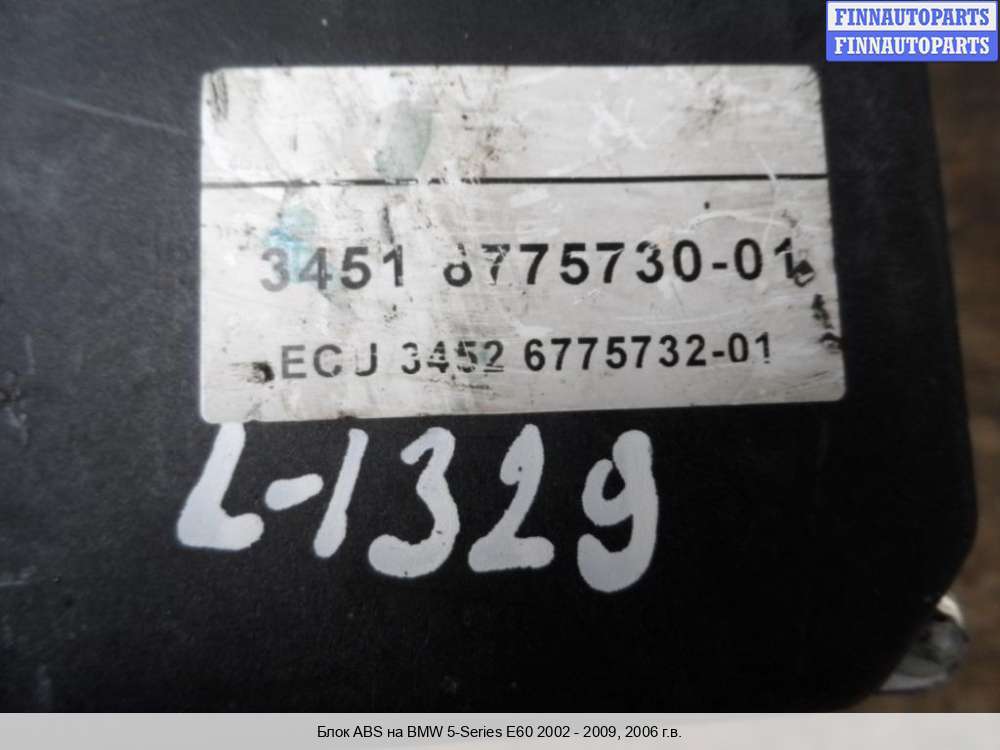 FINNAUTOPARTS
FINNAUTOPARTS
3451 6775730-01
ECU 3452 6775732-01
L-1329
Блок ABS на BMW 5-Series E60 2002 - 2009, 2006 г.в.